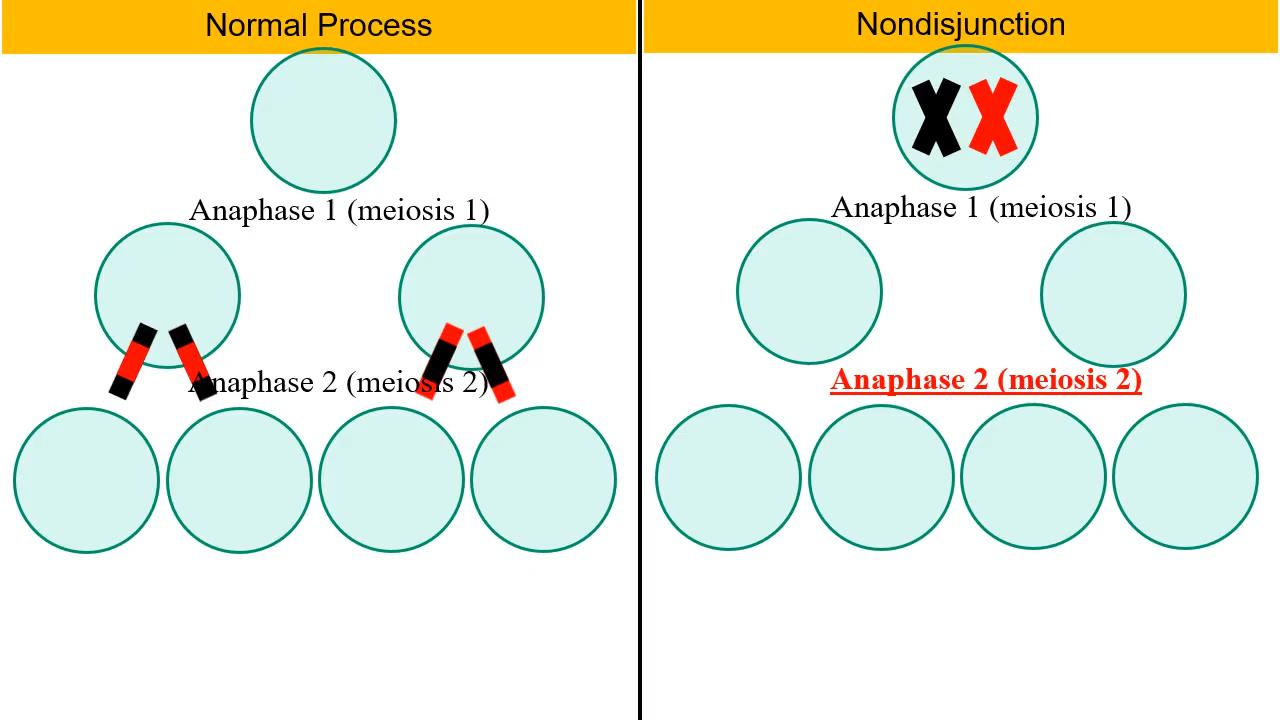 Normal Process
Anaphase 1 (meiosis 1)
Anaphase 2 (meiosis 2)
Nondisjunction
Anaphase 1 (meiosis 1)
Anaphase 2 (meiosis 2)